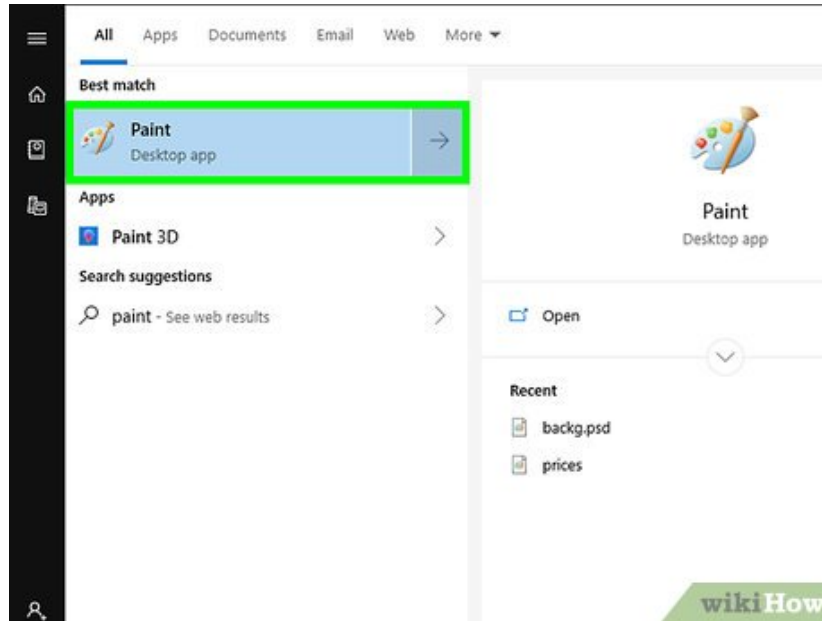 All Apps Documents Email Web More
Best match
Paint
Desktop app
Apps
Paint 3D
Search suggestions
paint - See web results
Paint
Desktop app
Open
Recent
backg.psd
prices
wikiHow